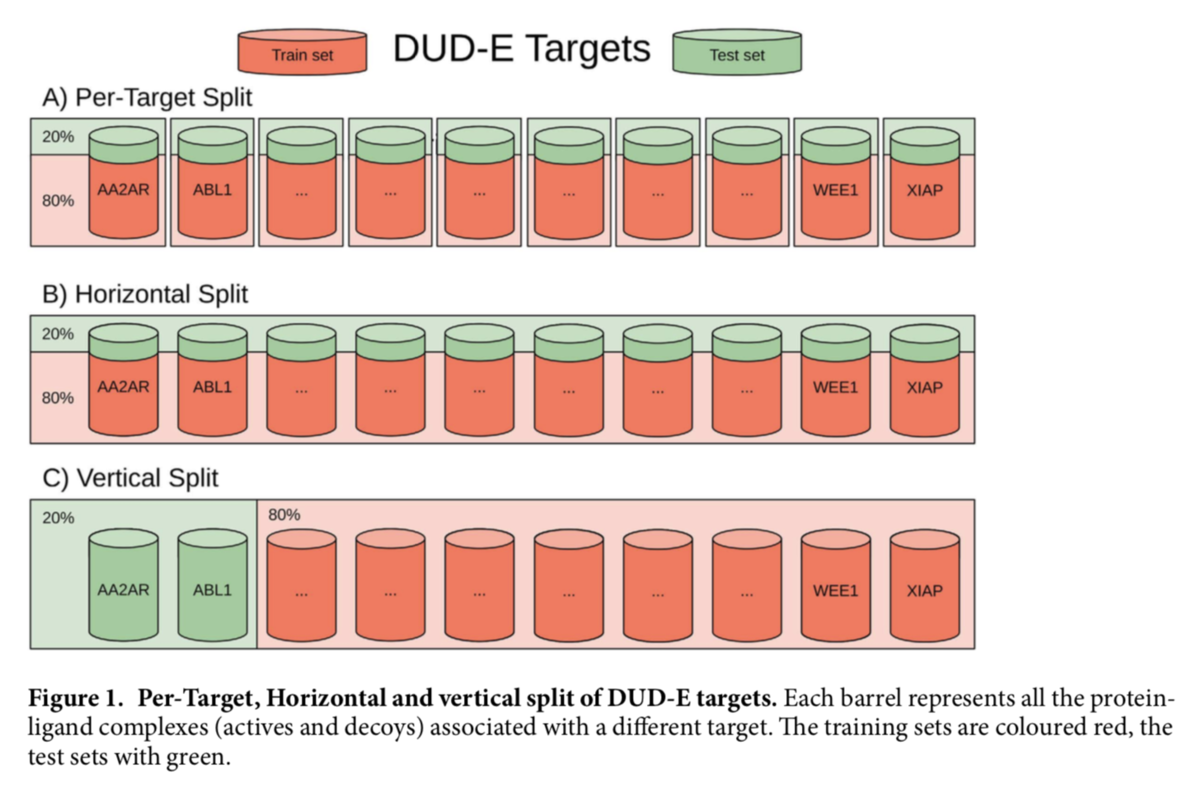 Train set
DUD-E Targets
Test set
A) Per-Target Split
20%
80%
AA2AR
ABL1
...
...
...
...
...
...
WEE1
XIAP
B) Horizontal Split
20%
80%
AA2AR
ABL1
...
...
...
...
...
...
WEE1
XIAP
C) Vertical Split
20%
80%
AA2AR
ABL1
...
...
...
...
...
...
WEE1
XIAP
Figure 1. Per-Target, Horizontal and vertical split of DUD-E targets. Each barrel represents all the protein-
ligand complexes (actives and decoys) associated with a different target. The training sets are coloured red, the
test sets with green.